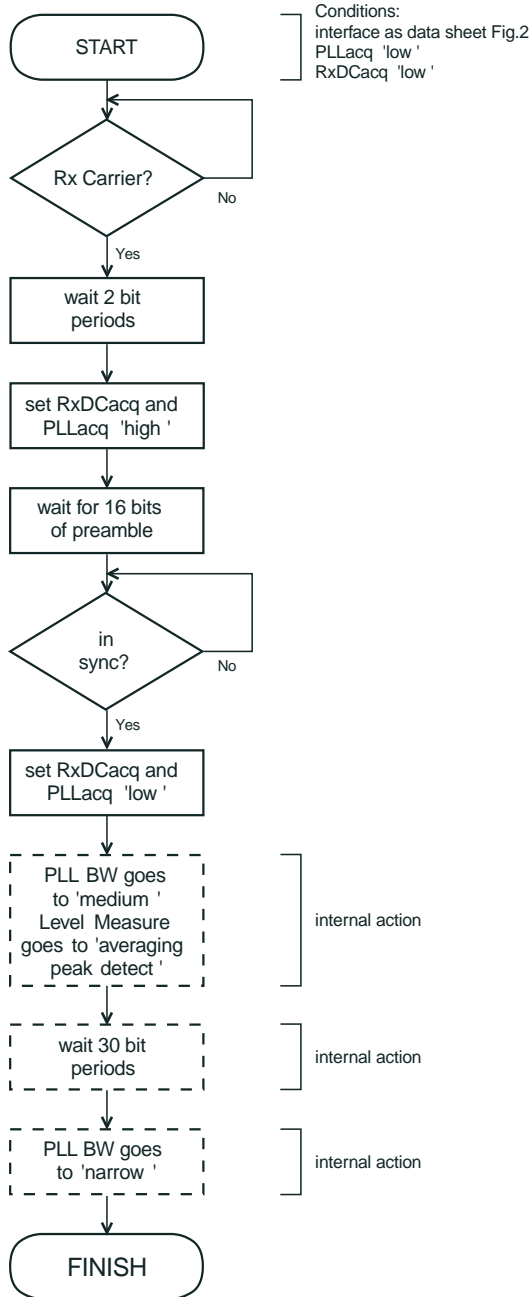 START
Conditions:
interface as data sheet Fig.2
PLLacq 'low '
RxDCacq 'low '
Rx Carrier?
No
Yes
wait 2 bit
periods
set RxDCacq and
PLLacq 'high '
wait for 16 bits
of preamble
in
sync?
No
Yes
set RxDCacq and
PLLacq 'low '
PLL BW goes
to 'medium '
Level Measure
goes to 'averaging
peak detect '
internal action
wait 30 bit
periods
internal action
PLL BW goes
to 'narrow '
internal action
FINISH